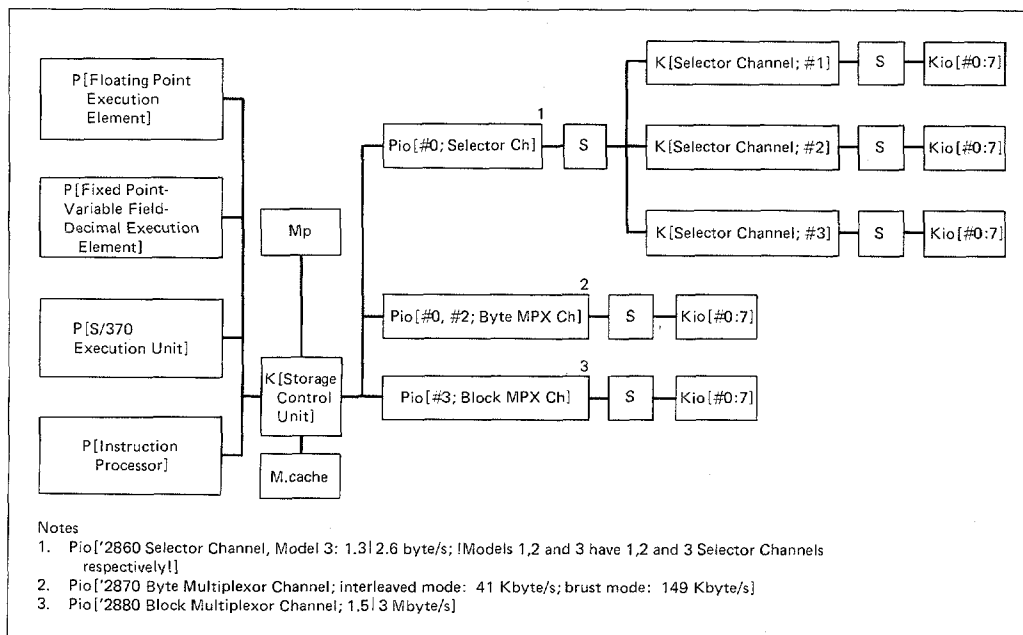 P[Floating Point
Execution
Element]
P[Fixed Point-
Variable Field-
Decimal Execution
Element]
P[S/370
Execution Unit]
P[Instruction
Processor]
Mp
K[Storage
Control
Unit]
M.cache
1
Pio[#0; Selector Ch]
S
K[Selector Channel; #1]
S
Kio[#0:7]
K[Selector Channel; #2]
S
Kio[#0:7]
K[Selector Channel; #3]
S
Kio[#0:7]
2
Pio[#0, #2; Byte MPX Ch]
S
Kio[#0:7]
3
Pio[#3; Block MPX Ch]
S
Kio[#0:7]
Notes
1. Pio['2860 Selector Channel, Model 3: 1.3|2.6 byte/s; !Models 1,2 and 3 have 1,2 and 3 Selector Channels
respectively!]
2. Pio['2870 Byte Multiplexor Channel; interleaved mode: 41 Kbyte/s; brust mode: 149 Kbyte/s]
3. Pio['2880 Block Multiplexor Channel; 1.5|3 Mbyte/s]